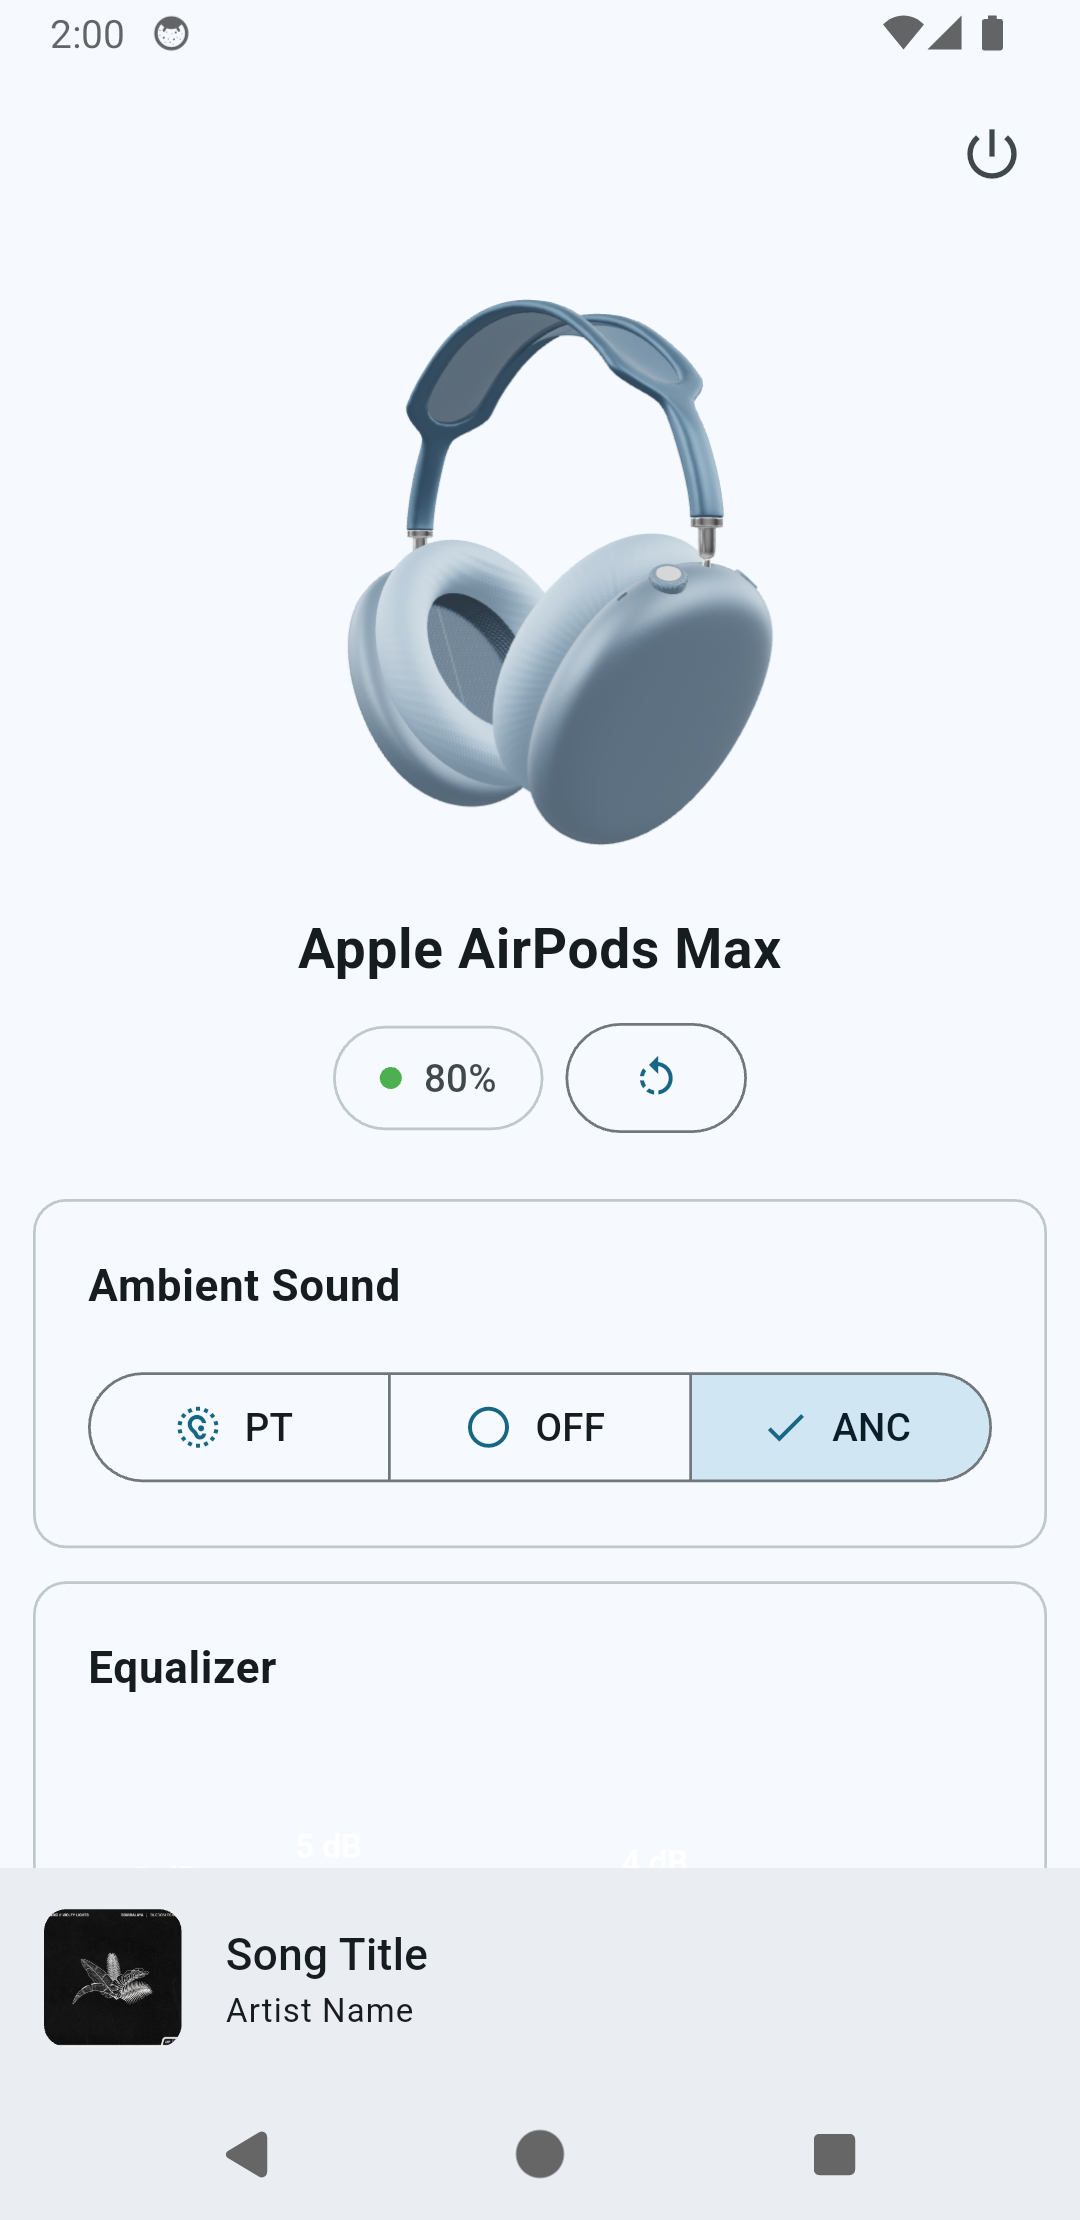 2:00
Apple AirPods Max
80%
Ambient Sound
PT
OFF
ANC
Equalizer
5 dB
4 dB
Song Title
Artist Name